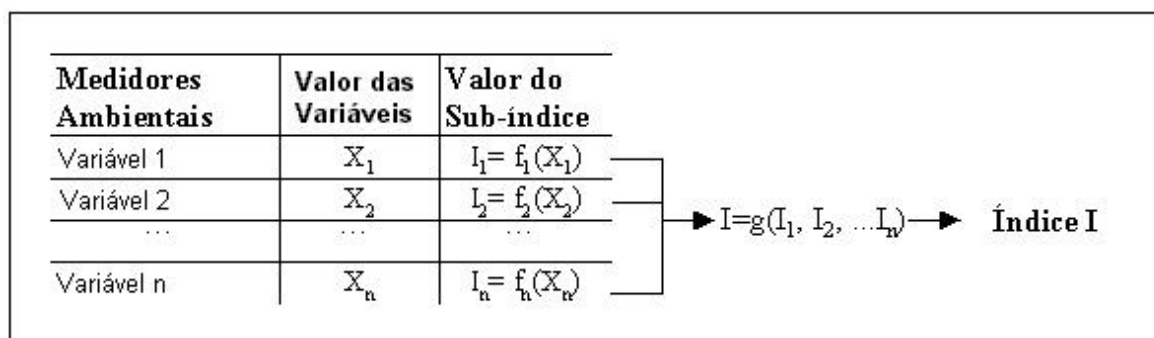 Medidores Ambientais Valor das Variáveis Valor do Sub-índice
Variável 1 X₁ I₁= f₁(X₁)
Variável 2 X₂ I₂= f₂(X₂)
... ... ...
Variável n Xₙ Iₙ= fₙ(Xₙ)
I=g(I₁, I₂, ...Iₙ)
Índice I